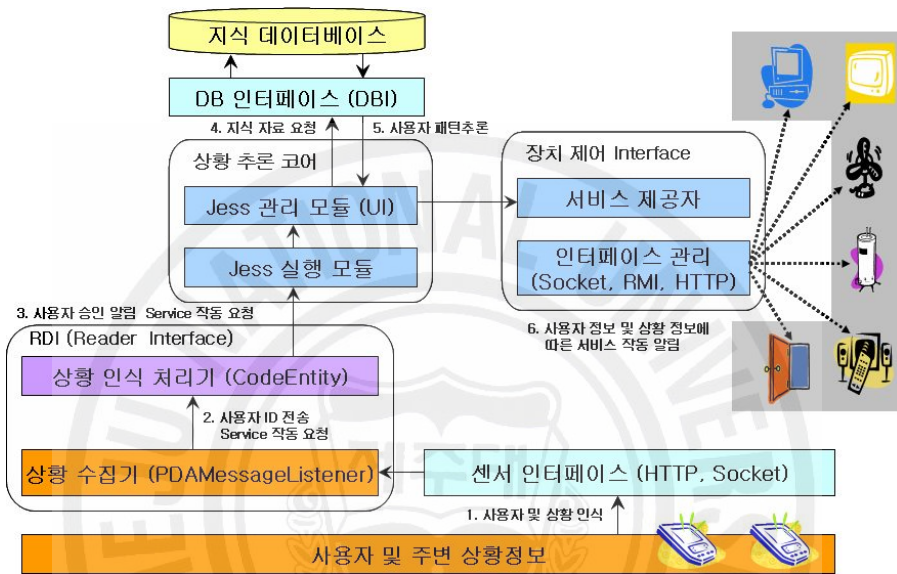 지식 데이터베이스
DB 인터페이스 (DBI)
4. 지식 자료 요청
5. 사용자 패턴추론
상황 추론 코어
Jess 관리 모듈 (UI)
Jess 실행 모듈
장치 제어 Interface
서비스 제공자
인터페이스 관리
(Socket, RMI, HTTP)
3. 사용자 승인 알림 Service 작동 요청
RDI (Reader Interface)
6. 사용자 정보 및 상황 정보에
따른 서비스 작동 알림
상황 인식 처리기 (CodeEntity)
2. 사용자 ID 전송
Service 작동 요청
상황 수집기 (PDAMessageListener)
센서 인터페이스 (HTTP, Socket)
1. 사용자 및 상황 인식
사용자 및 주변 상황정보